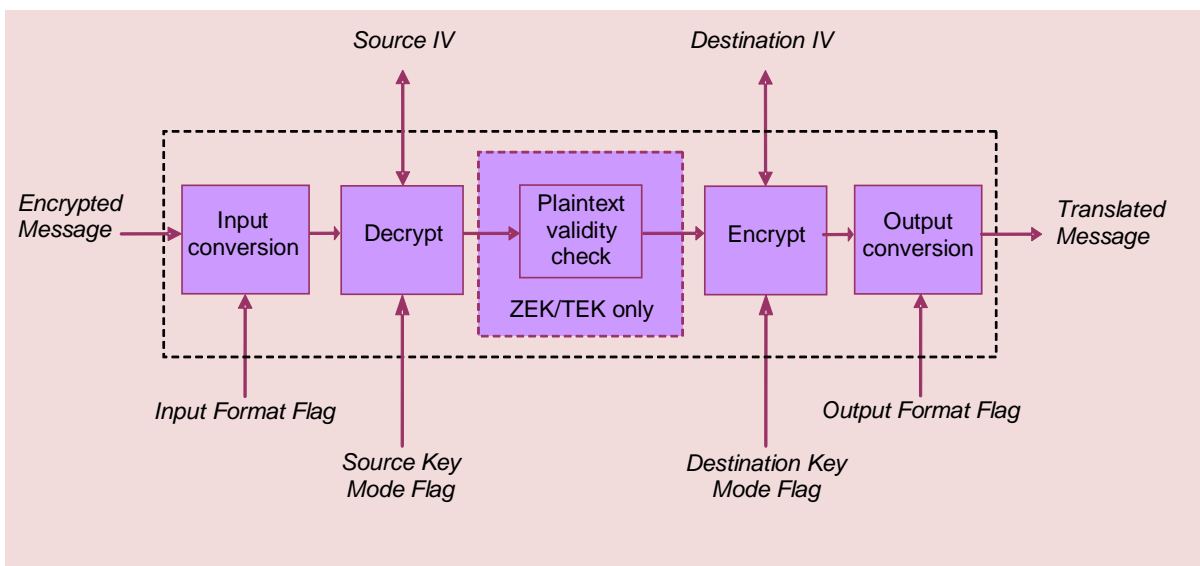 Source IV
Destination IV
Encrypted
Message
Input
conversion
Decrypt
Plaintext
validity
check
ZEK/TEK only
Encrypt
Output
conversion
Translated
Message
Input Format Flag
Output Format Flag
Source Key
Mode Flag
Destination Key
Mode Flag